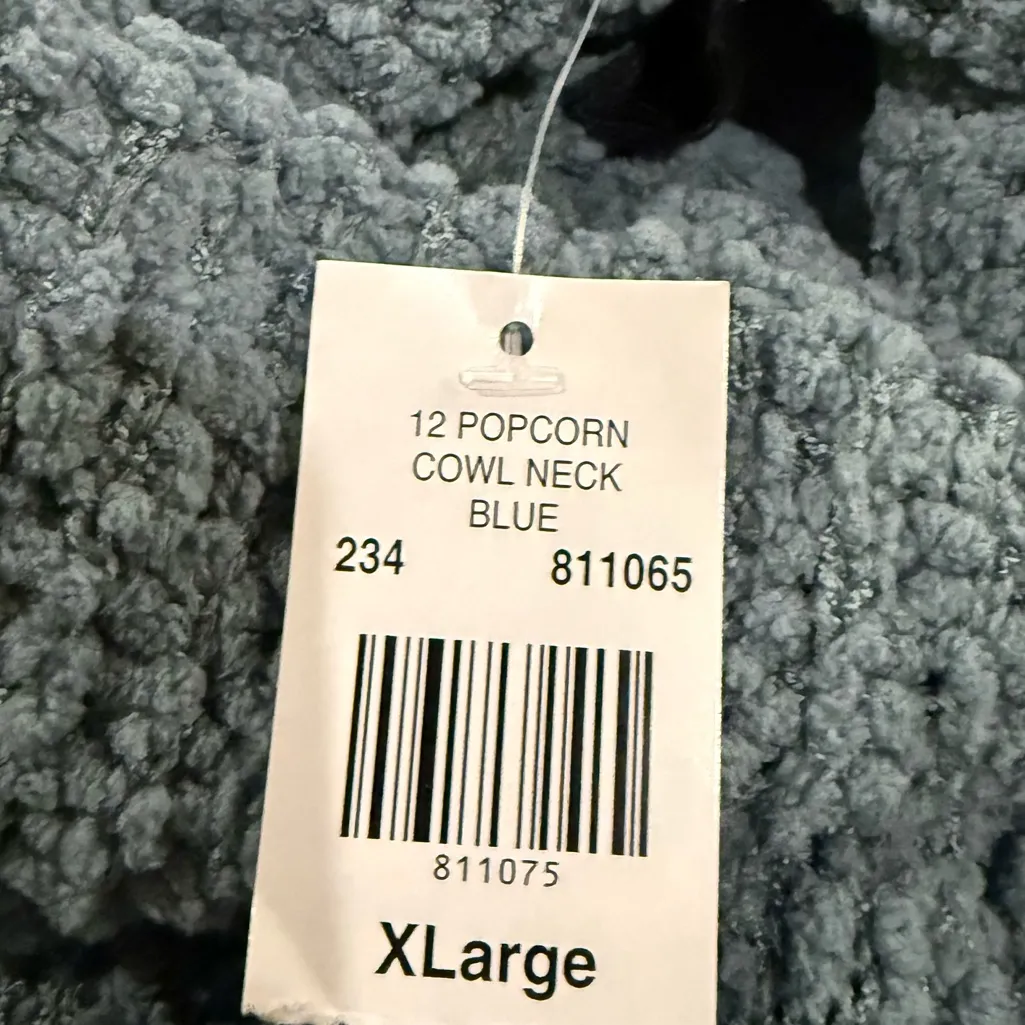 12 POPCORN
COWL NECK
BLUE
234 811065
811075
XLarge